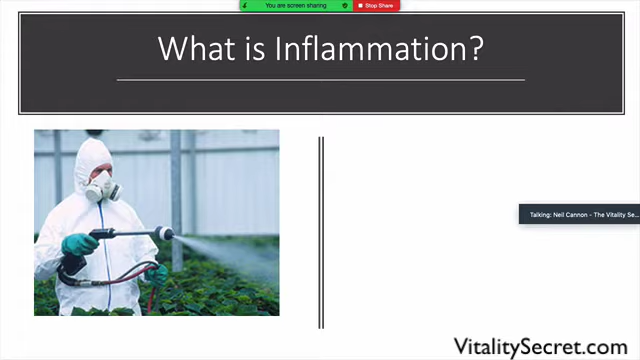 You are screen sharing
Stop Share
What is Inflammation?
Talking: Neil Cannon - The Vitality Se...
VitalitySecret.com